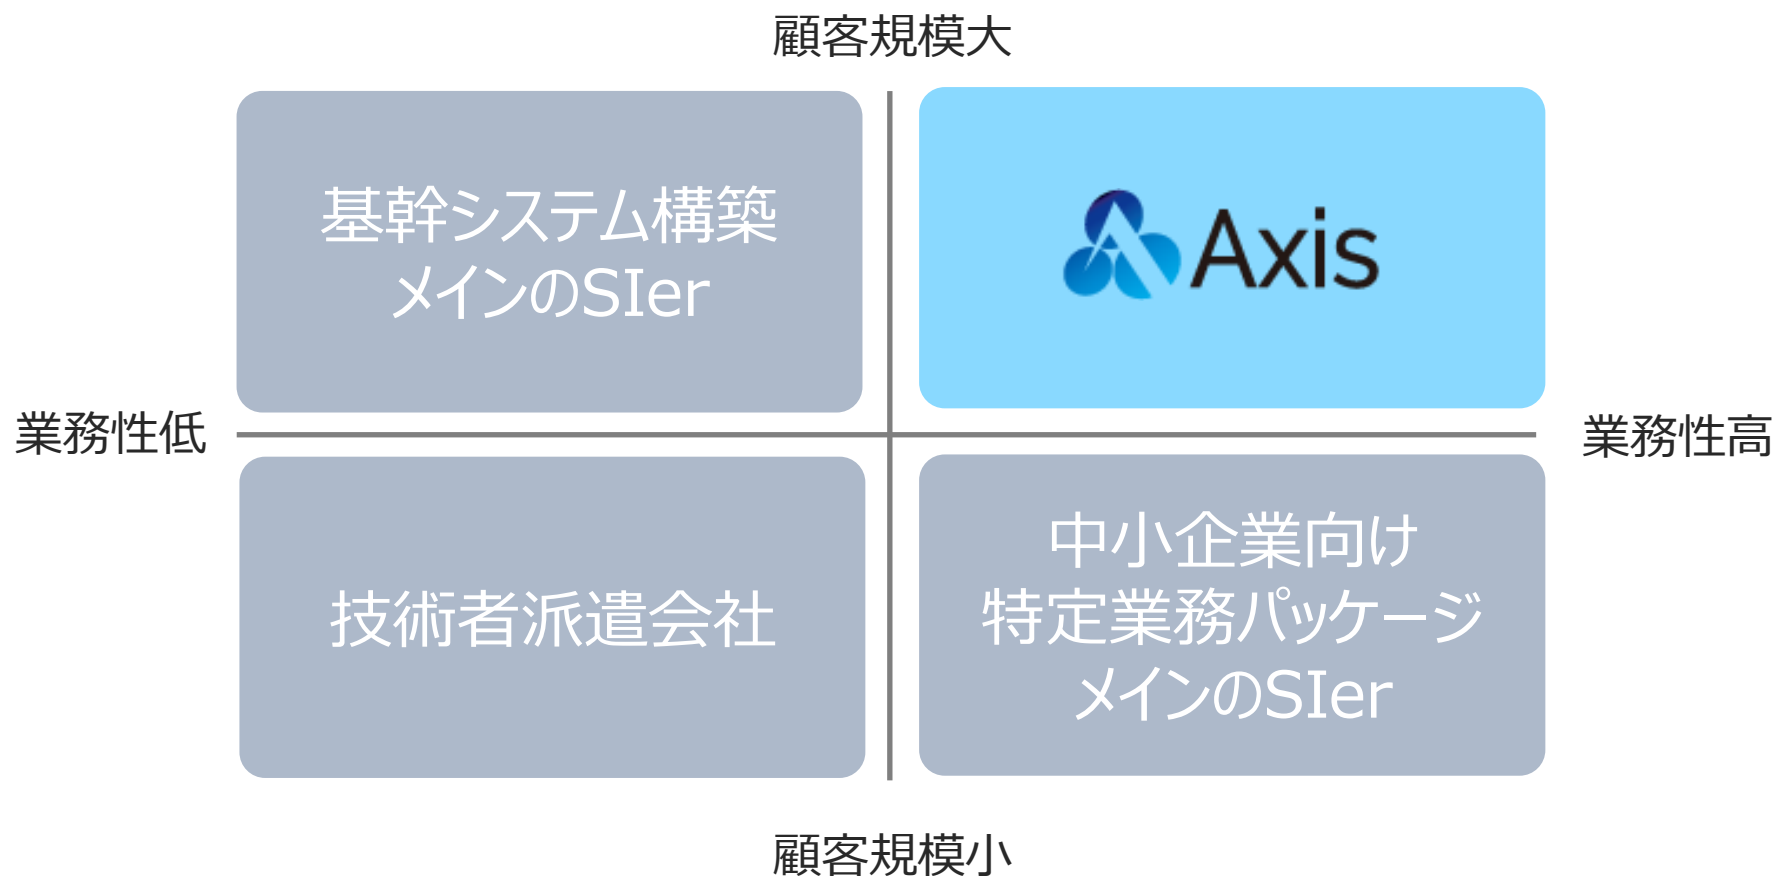 顧客規模大
基幹システム構築
メインのSIer
Axis
業務性低
業務性高
技術者派遣会社
中小企業向け
特定業務パッケージ
メインのSIer
顧客規模小